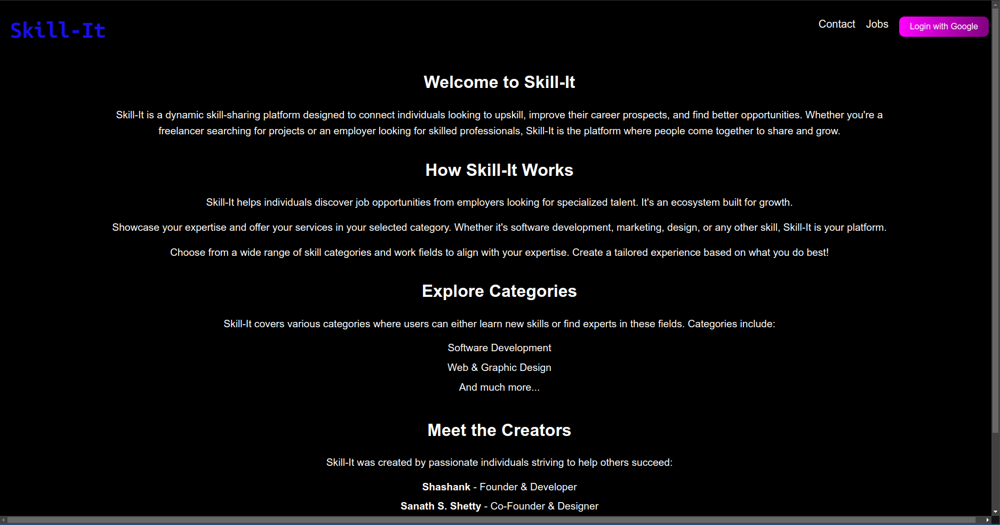 Skill-It
Contact
Jobs
Login with Google
Welcome to Skill-It
Skill-It is a dynamic skill-sharing platform designed to connect individuals looking to upskill, improve their career prospects, and find better opportunities. Whether you're a
freelancer searching for projects or an employer looking for skilled professionals, Skill-It is the platform where people come together to share and grow.
How Skill-It Works
Skill-It helps individuals discover job opportunities from employers looking for specialized talent. It's an ecosystem built for growth.
Showcase your expertise and offer your services in your selected category. Whether it's software development, marketing, design, or any other skill, Skill-It is your platform.
Choose from a wide range of skill categories and work fields to align with your expertise. Create a tailored experience based on what you do best!
Explore Categories
Skill-It covers various categories where users can either learn new skills or find experts in these fields. Categories include:
Software Development
Web & Graphic Design
And much more...
Meet the Creators
Skill-It was created by passionate individuals striving to help others succeed:
Shashank - Founder & Developer
Sanath S. Shetty - Co-Founder & Designer